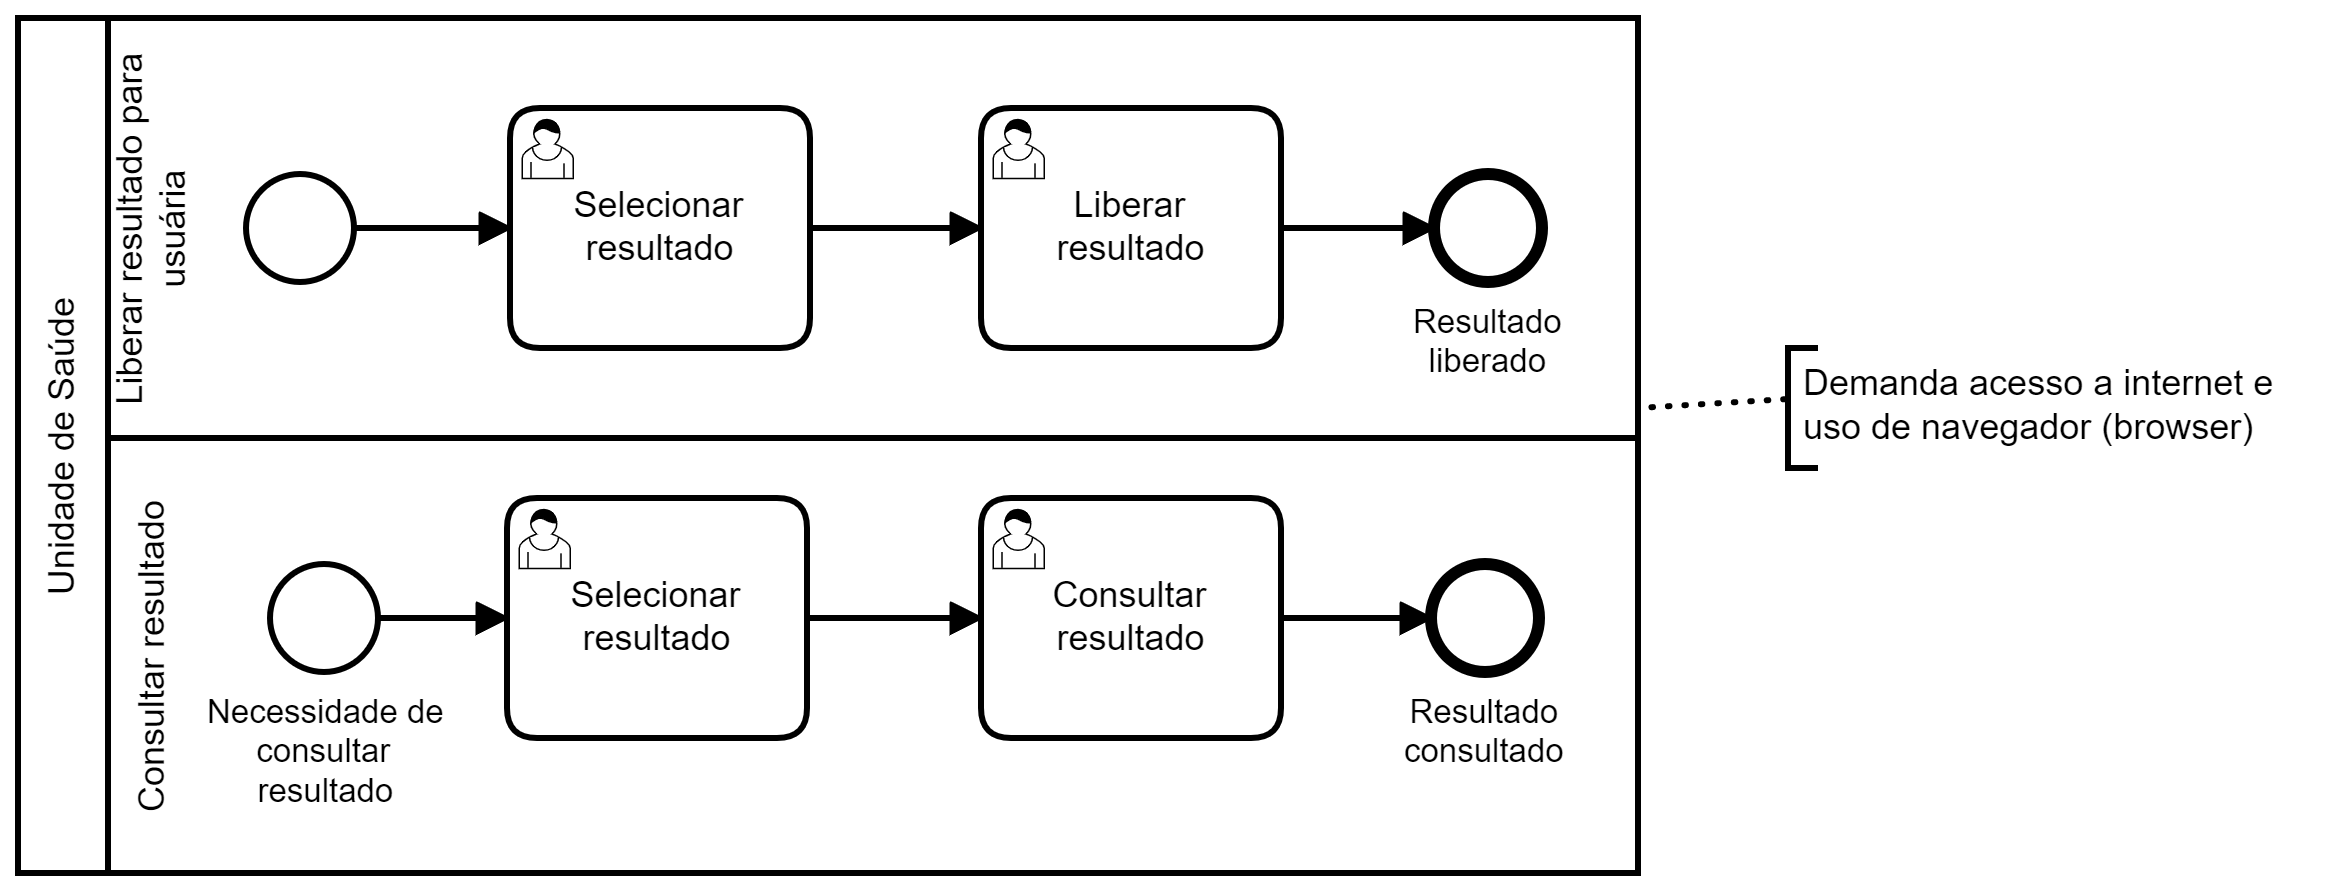 Unidade de Saúde
Liberar resultado para
usuária
Selecionar
resultado
Liberar
resultado
Resultado
liberado
Demanda acesso a internet e
uso de navegador (browser)
Consultar resultado
Necessidade de
consultar
resultado
Selecionar
resultado
Consultar
resultado
Resultado
consultado